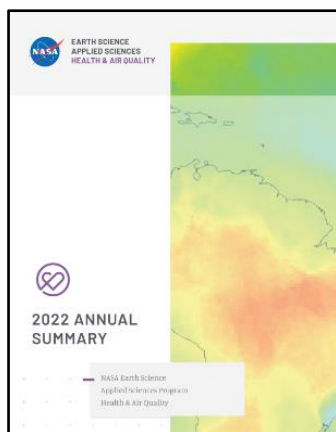 NASA
EARTH SCIENCE
APPLIED SCIENCES
HEALTH & AIR QUALITY
2022 ANNUAL
SUMMARY
NASA Earth Science
Applied Sciences Program
Health & Air Quality